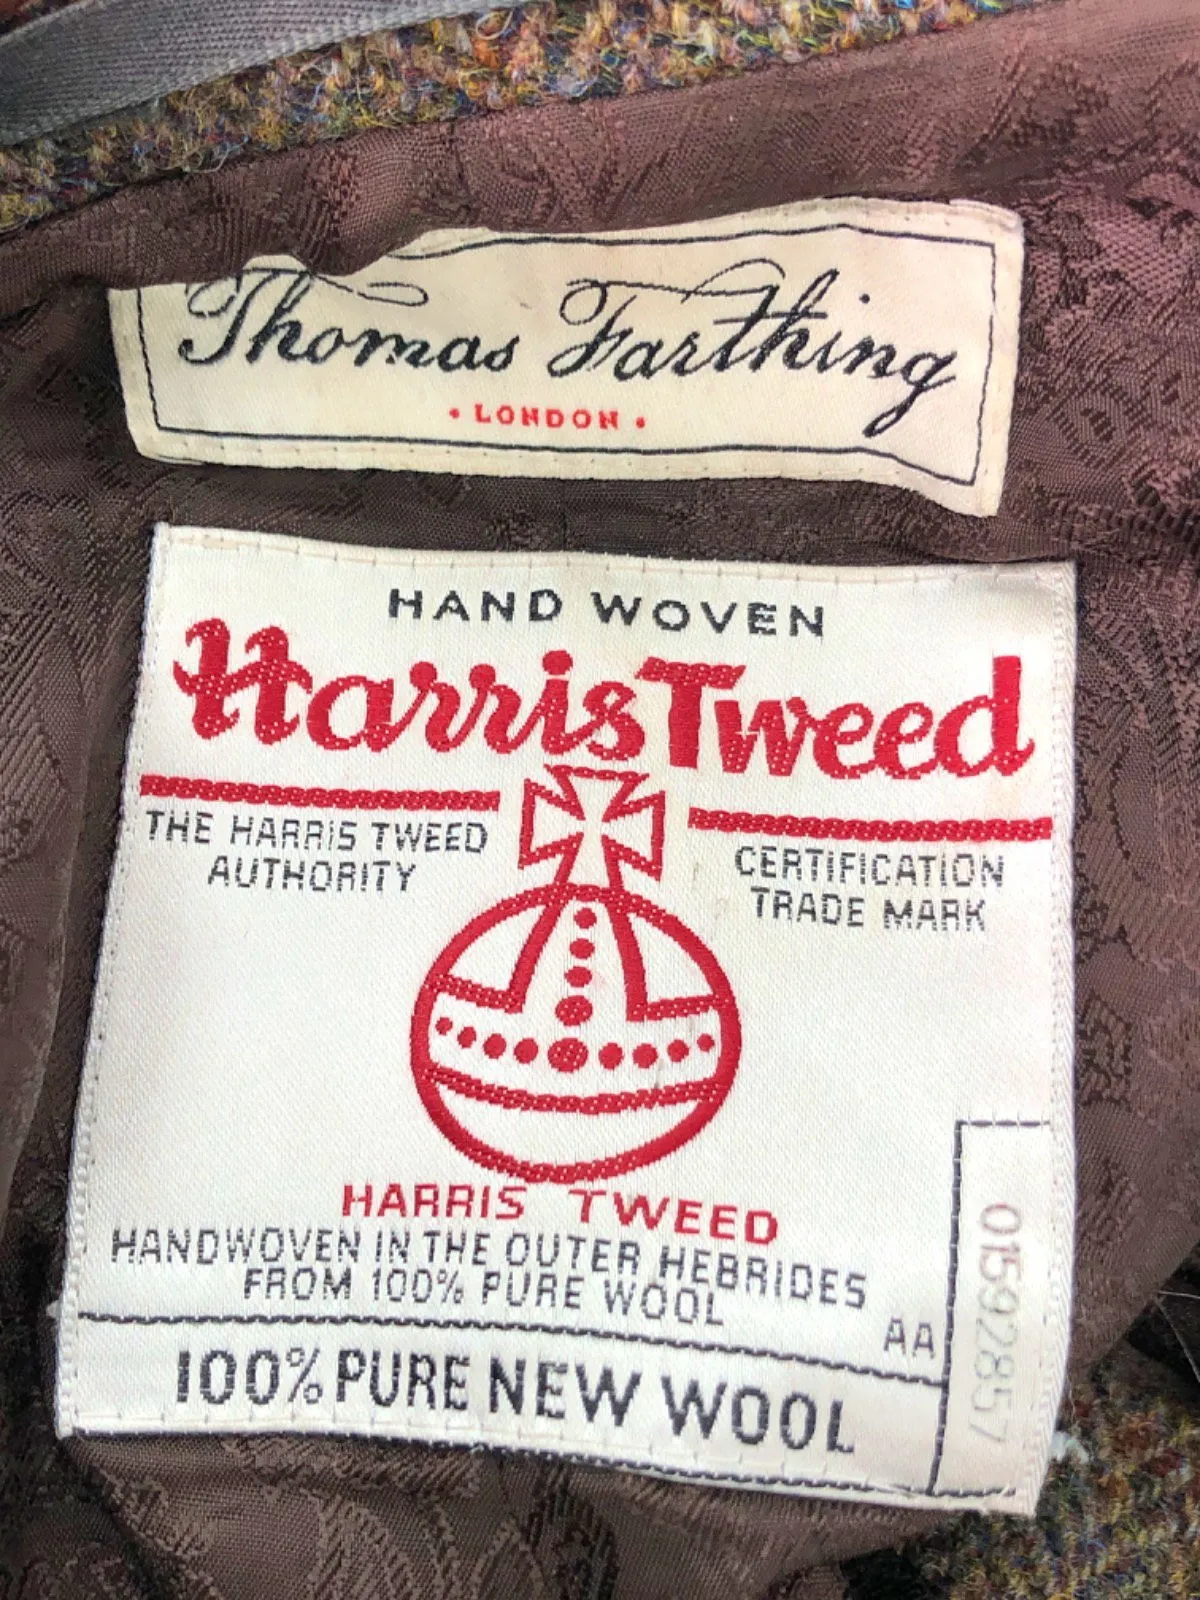 Thomas Farthing
• LONDON •
HAND WOVEN
Harris Tweed
THE HARRIS TWEED
AUTHORITY
CERTIFICATION
TRADE MARK
HARRIS TWEED
HANDWOVEN IN THE OUTER HEBRIDES
FROM 100% PURE WOOL
AA
100% PURE NEW WOOL
01592857